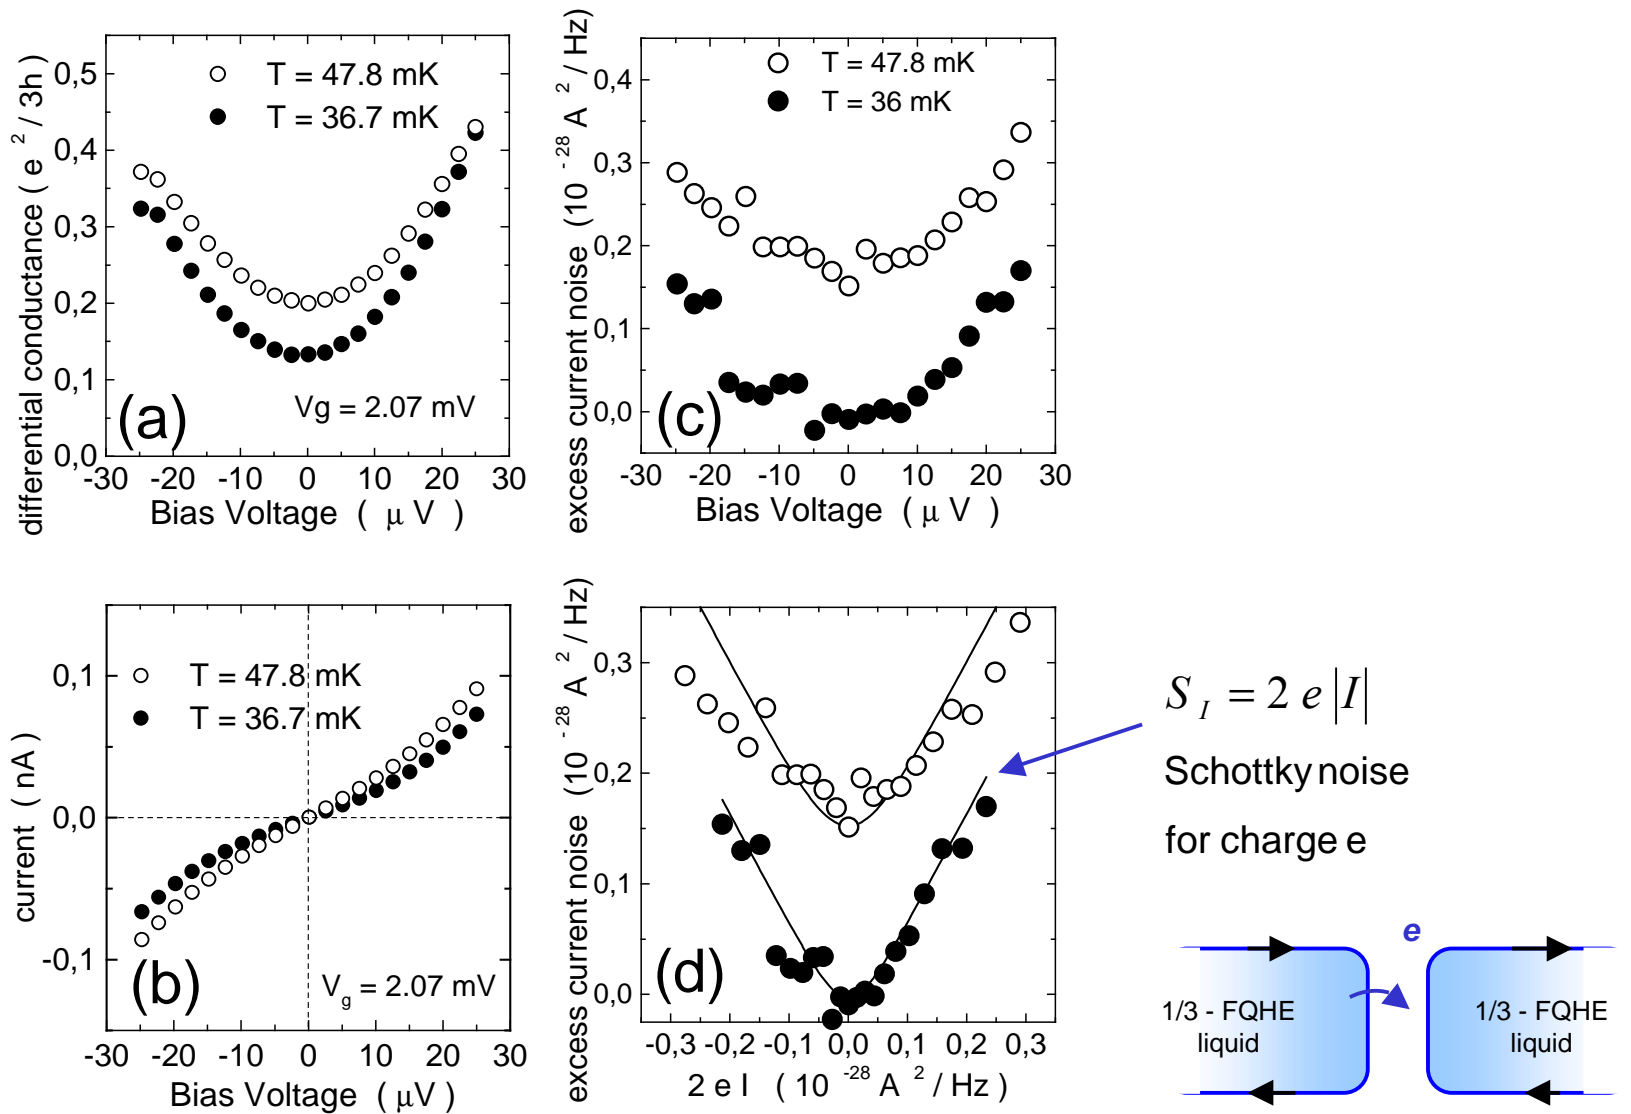 differential conductance ( e 2 / 3h)
0,5
0,4
0,3
0,2
0,1
0,0
T = 47.8 mK
T = 36.7 mK
Vg = 2.07 mV
(a)
-30 -20 -10 0 10 20 30
Bias Voltage ( μ V )
excess current noise (10 -28 A 2 / Hz)
0,4
0,3
0,2
0,1
0,0
T = 47.8 mK
T = 36 mK
(c)
-30 -20 -10 0 10 20 30
Bias Voltage ( μ V )
current ( nA)
0,1
0,0
-0,1
T = 47.8 mK
T = 36.7 mK
(b)
V g = 2.07 mV
-30 -20 -10 0 10 20 30
Bias Voltage ( μV )
excess current noise (10 -28 A 2 / Hz)
0,3
0,2
0,1
0,0
(d)
-0,3 -0,2 -0,1 0,0 0,1 0,2 0,3
2 e I ( 10 -28 A 2 / Hz )
S I = 2 e |I|
Schottky noise
for charge e
e
1/3 - FQHE
liquid
1/3 - FQHE
liquid